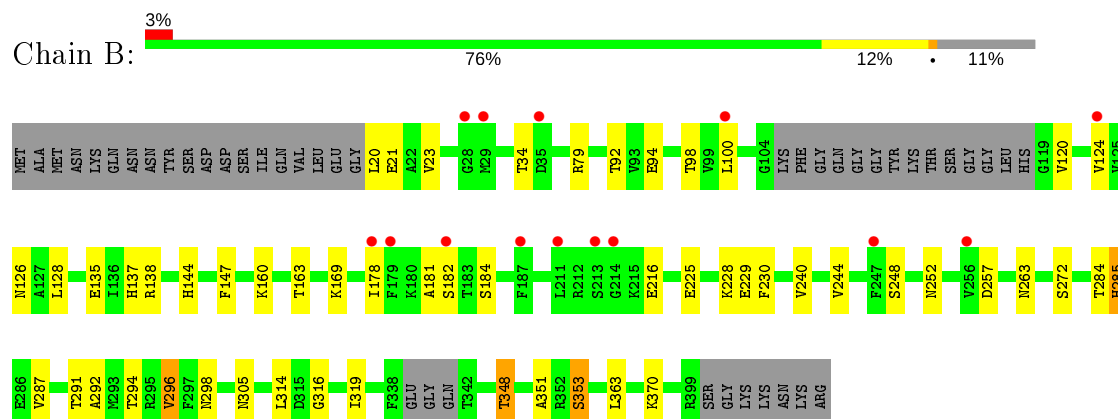 3%
Chain B:
76% 12% • 11%
MET ALA MET ASN LYS GLN ASN ASN TYR SER ASP ASP SER ILE GLN VAL LEU GLU GLY L20 E21 A22 V23 G28 M29 T34 D35 R79 T92 V93 E94 T98 V99 L100 G104 LYS PHE GLY GLN GLY GLY TYR LYS THR SER GLY GLY LEU HIS G119 V120 V124 V125
N126 A127 L128 E135 I136 H137 R138 H144 F147 K160 T163 K169 I178 F179 K180 A181 S182 T183 S184 F187 L211 R212 S213 G214 K215 E216 E225 K228 E229 F230 V240 V244 F247 S248 N252 V256 D257 N263 S272 T284 H285
E286 V287 T291 A292 M293 T294 R295 V296 F297 N298 N305 L314 D315 G316 I319 F338 GLU GLY GLN T342 T348 A351 R352 S353 L363 K370 R399 SER GLY LYS LYS ASN LYS ARG